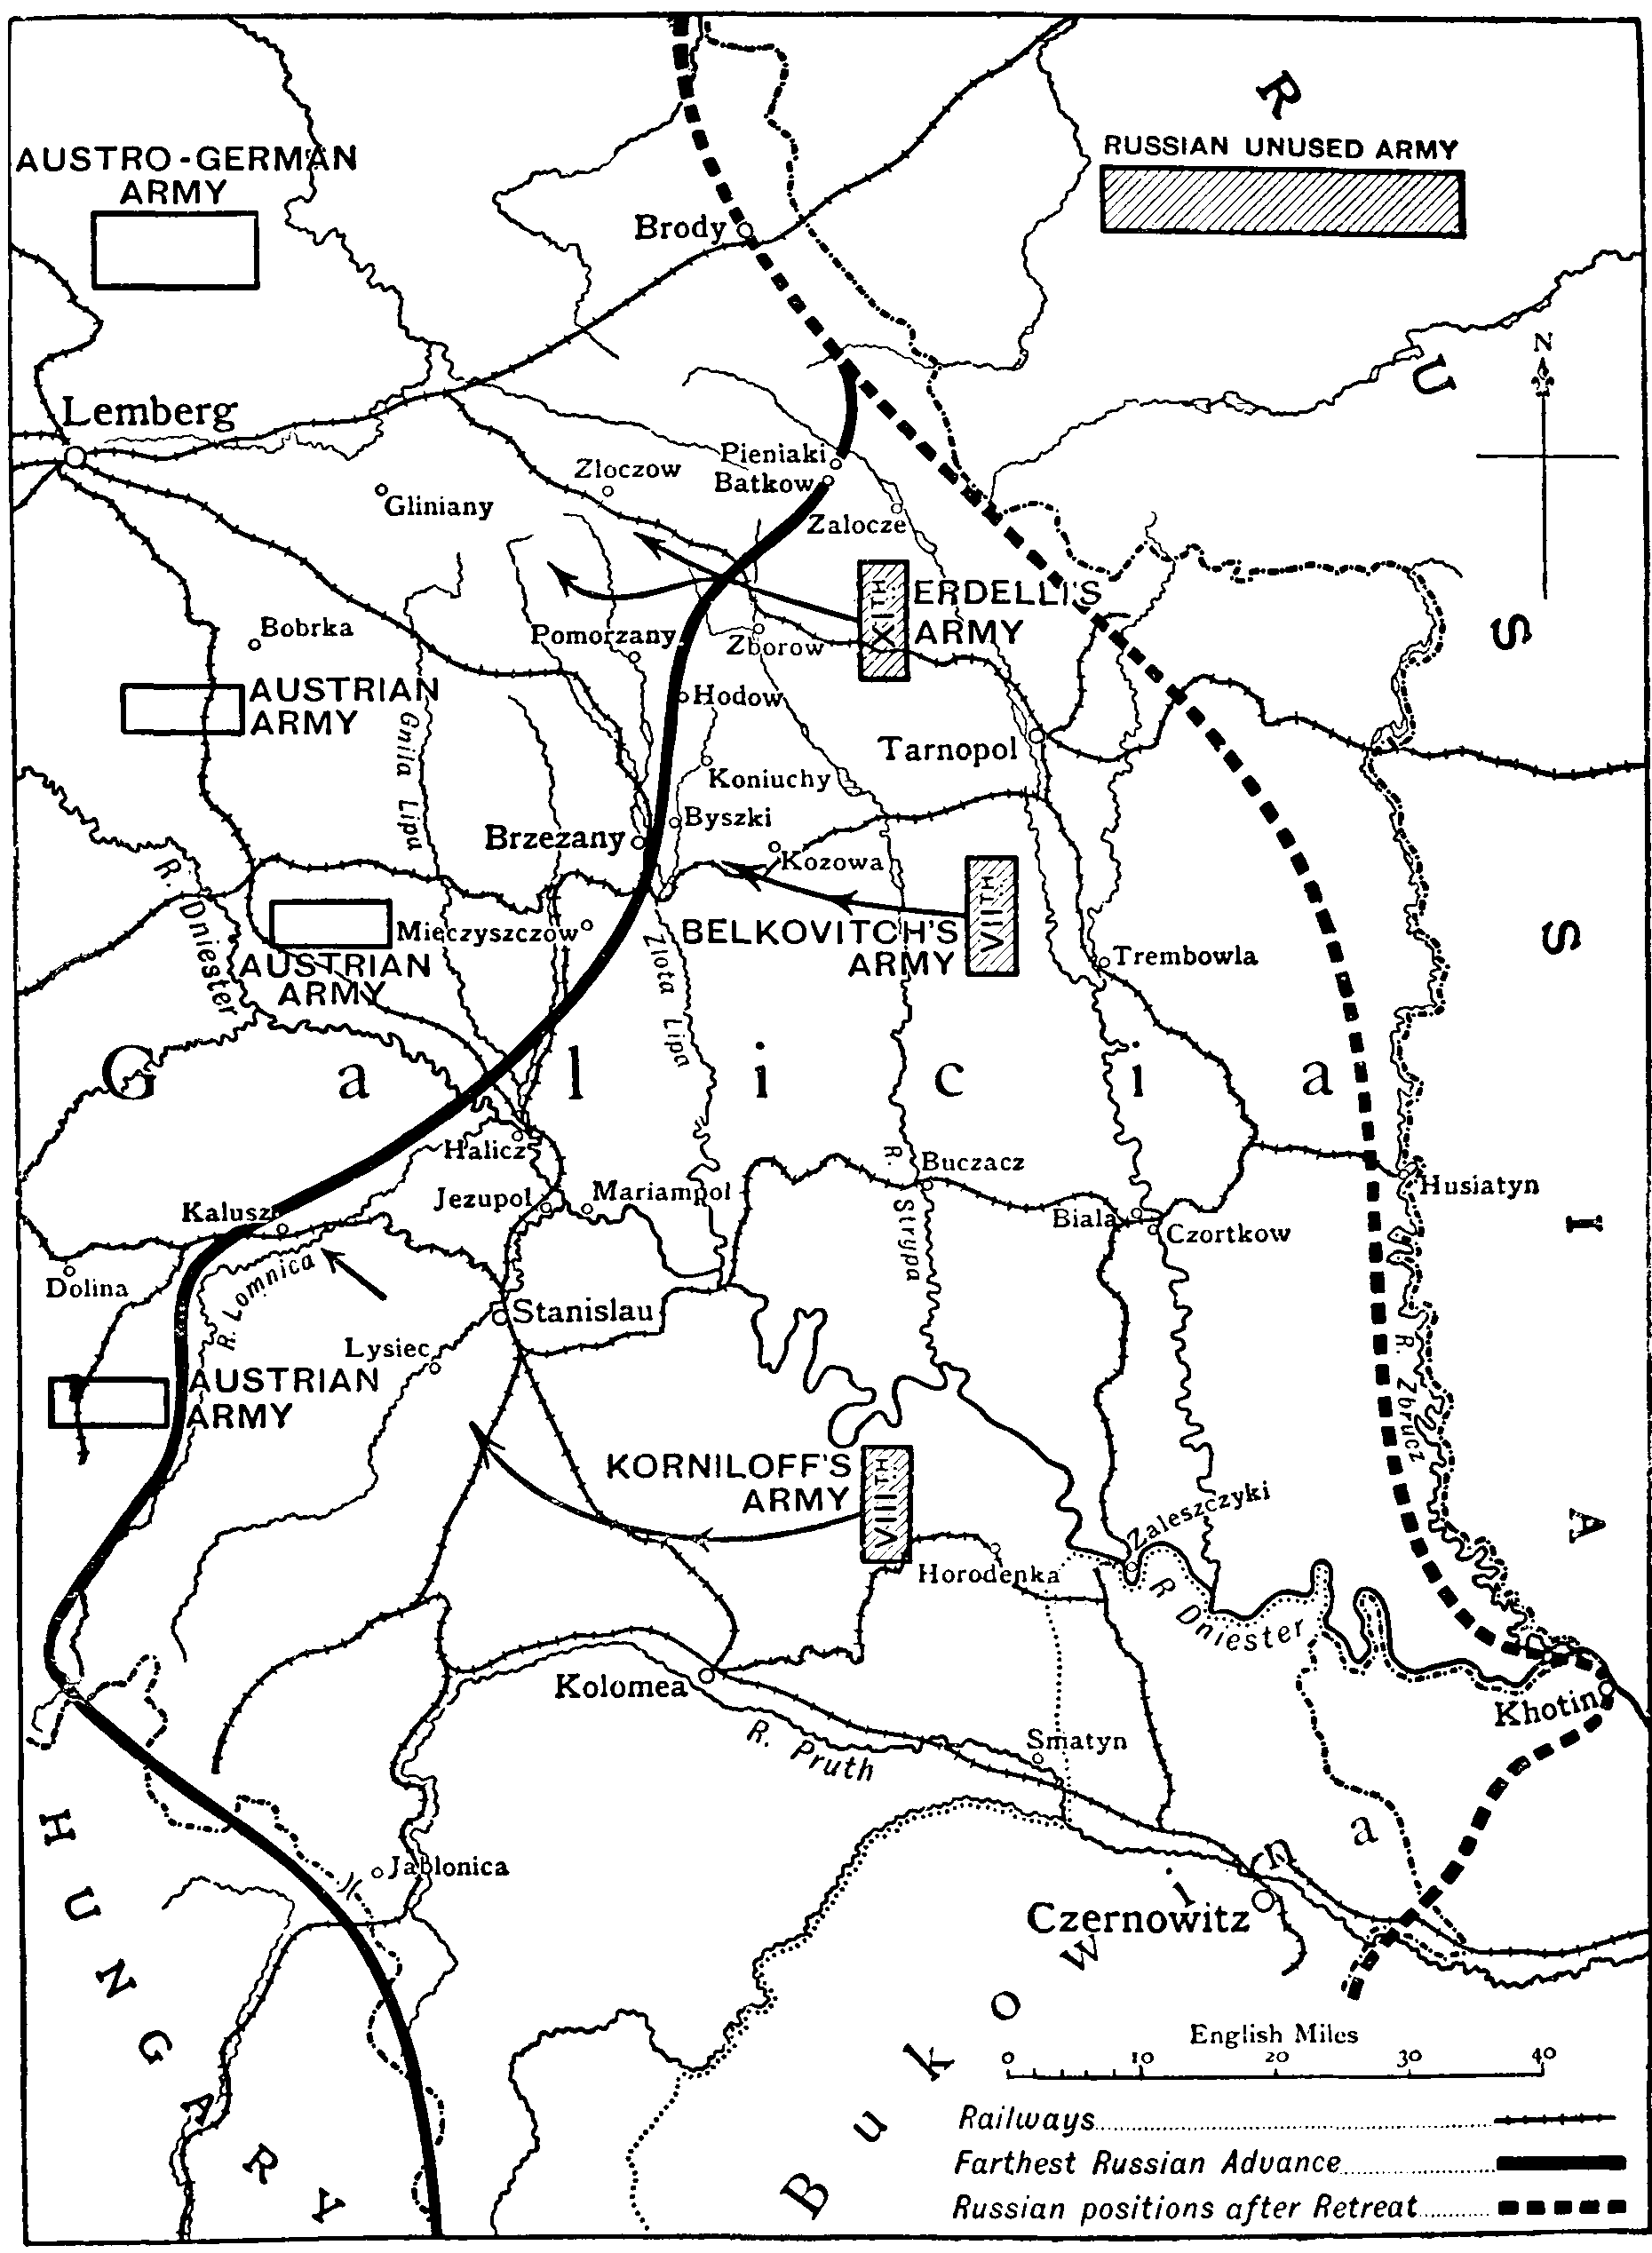 R
U
S
S
I
A
AUSTRO-GERMAN
ARMY
RUSSIAN UNUSED ARMY
Brody
N
Lemberg
Pieniaki
Batkow
Zloczow
Gliniany
Zalocze
XITH
ERDELLI'S
ARMY
Bobrka
Pomorzany
Zborow
AUSTRIAN
ARMY
Hodow
Gnila Lipa
Tarnopol
Koniuchy
Byszki
Brzezany
Kozowa
R. Dniester
VIITH
BELKOVITCH'S
ARMY
Mieczyszczow
AUSTRIAN
ARMY
Zlota Lipa
Trembowla
Galicia
Halicz
R. Strypa
Buczacz
Husiatyn
Jezupol
Mariampol
Kalusz
Biala
Czortkow
Dolina
R. Lomnica
Stanislau
Lysiec
R. Zbrucz
AUSTRIAN
ARMY
KORNILOFF'S
ARMY
VIIITH
Zaleszczyki
Horodenka
R Dniester
Kolomea
Khotin
R. Pruth
Smatyn
HUNGARY
Jablonica
Czernowitz
Bukowina
English Miles
0 10 20 30 40
Railways
Farthest Russian Advance
Russian positions after Retreat